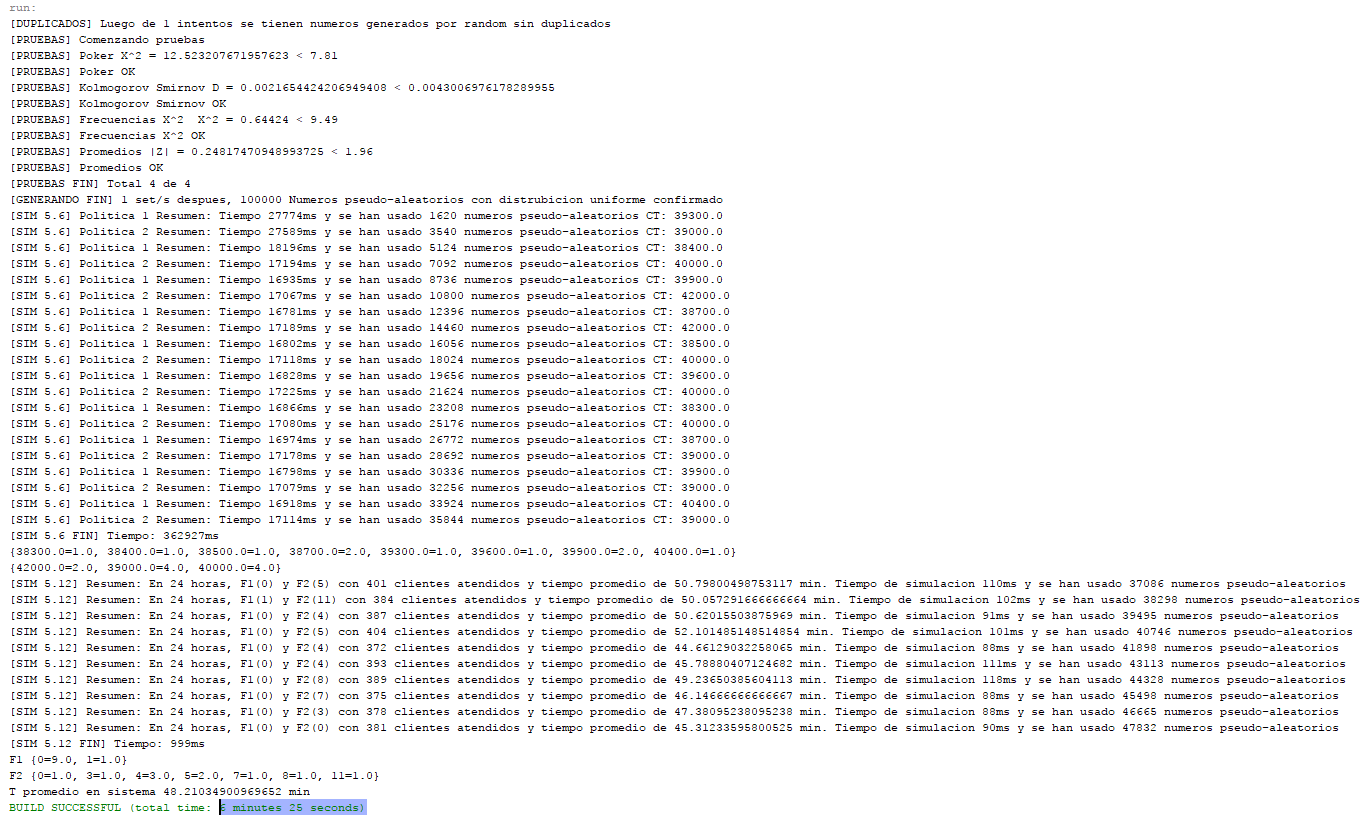 run:
[DUPLICADOS] Luego de 1 intentos se tienen numeros generados por random sin duplicados
[PRUEBAS] Comenzando pruebas
[PRUEBAS] Poker X^2 = 12.523207671957623 < 7.81
[PRUEBAS] Poker OK
[PRUEBAS] Kolmogorov Smirnov D = 0.0021654424206949408 < 0.0043006976178289955
[PRUEBAS] Kolmogorov Smirnov OK
[PRUEBAS] Frecuencias X^2  X^2 = 0.64424 < 9.49
[PRUEBAS] Frecuencias X^2 OK
[PRUEBAS] Promedios |Z| = 0.24817470948993725 < 1.96
[PRUEBAS] Promedios OK
[PRUEBAS FIN] Total 4 de 4
[GENERANDO FIN] 1 set/s despues, 100000 Numeros pseudo-aleatorios con distrubicion uniforme confirmado
[SIM 5.6] Politica 1 Resumen: Tiempo 27774ms y se han usado 1620 numeros pseudo-aleatorios CT: 39300.0
[SIM 5.6] Politica 2 Resumen: Tiempo 27589ms y se han usado 3540 numeros pseudo-aleatorios CT: 39000.0
[SIM 5.6] Politica 1 Resumen: Tiempo 18196ms y se han usado 5124 numeros pseudo-aleatorios CT: 38400.0
[SIM 5.6] Politica 2 Resumen: Tiempo 17194ms y se han usado 7092 numeros pseudo-aleatorios CT: 40000.0
[SIM 5.6] Politica 1 Resumen: Tiempo 16935ms y se han usado 8736 numeros pseudo-aleatorios CT: 39900.0
[SIM 5.6] Politica 2 Resumen: Tiempo 17067ms y se han usado 10800 numeros pseudo-aleatorios CT: 42000.0
[SIM 5.6] Politica 1 Resumen: Tiempo 16781ms y se han usado 12396 numeros pseudo-aleatorios CT: 38700.0
[SIM 5.6] Politica 2 Resumen: Tiempo 17189ms y se han usado 14460 numeros pseudo-aleatorios CT: 42000.0
[SIM 5.6] Politica 1 Resumen: Tiempo 16802ms y se han usado 16056 numeros pseudo-aleatorios CT: 38500.0
[SIM 5.6] Politica 2 Resumen: Tiempo 17118ms y se han usado 18024 numeros pseudo-aleatorios CT: 40000.0
[SIM 5.6] Politica 1 Resumen: Tiempo 16828ms y se han usado 19656 numeros pseudo-aleatorios CT: 39600.0
[SIM 5.6] Politica 2 Resumen: Tiempo 17225ms y se han usado 21624 numeros pseudo-aleatorios CT: 40000.0
[SIM 5.6] Politica 1 Resumen: Tiempo 16866ms y se han usado 23208 numeros pseudo-aleatorios CT: 38300.0
[SIM 5.6] Politica 2 Resumen: Tiempo 17080ms y se han usado 25176 numeros pseudo-aleatorios CT: 40000.0
[SIM 5.6] Politica 1 Resumen: Tiempo 16974ms y se han usado 26772 numeros pseudo-aleatorios CT: 38700.0
[SIM 5.6] Politica 2 Resumen: Tiempo 17178ms y se han usado 28692 numeros pseudo-aleatorios CT: 39000.0
[SIM 5.6] Politica 1 Resumen: Tiempo 16798ms y se han usado 30336 numeros pseudo-aleatorios CT: 39900.0
[SIM 5.6] Politica 2 Resumen: Tiempo 17079ms y se han usado 32256 numeros pseudo-aleatorios CT: 39000.0
[SIM 5.6] Politica 1 Resumen: Tiempo 16918ms y se han usado 33924 numeros pseudo-aleatorios CT: 40400.0
[SIM 5.6] Politica 2 Resumen: Tiempo 17114ms y se han usado 35844 numeros pseudo-aleatorios CT: 39000.0
[SIM 5.6 FIN] Tiempo: 362927ms
{38300.0=1.0, 38400.0=1.0, 38500.0=1.0, 38700.0=2.0, 39300.0=1.0, 39600.0=1.0, 39900.0=2.0, 40400.0=1.0}
{42000.0=2.0, 39000.0=4.0, 40000.0=4.0}
[SIM 5.12] Resumen: En 24 horas, F1(0) y F2(5) con 401 clientes atendidos y tiempo promedio de 50.79800498753117 min. Tiempo de simulacion 110ms y se han usado 37086 numeros pseudo-aleatorios
[SIM 5.12] Resumen: En 24 horas, F1(1) y F2(11) con 384 clientes atendidos y tiempo promedio de 50.057291666666664 min. Tiempo de simulacion 102ms y se han usado 38298 numeros pseudo-aleatorios
[SIM 5.12] Resumen: En 24 horas, F1(0) y F2(4) con 387 clientes atendidos y tiempo promedio de 50.62015503875969 min. Tiempo de simulacion 91ms y se han usado 39495 numeros pseudo-aleatorios
[SIM 5.12] Resumen: En 24 horas, F1(0) y F2(5) con 404 clientes atendidos y tiempo promedio de 52.101485148514854 min. Tiempo de simulacion 101ms y se han usado 40746 numeros pseudo-aleatorios
[SIM 5.12] Resumen: En 24 horas, F1(0) y F2(4) con 372 clientes atendidos y tiempo promedio de 44.66129032258065 min. Tiempo de simulacion 88ms y se han usado 41898 numeros pseudo-aleatorios
[SIM 5.12] Resumen: En 24 horas, F1(0) y F2(4) con 393 clientes atendidos y tiempo promedio de 45.78880407124682 min. Tiempo de simulacion 111ms y se han usado 43113 numeros pseudo-aleatorios
[SIM 5.12] Resumen: En 24 horas, F1(0) y F2(8) con 389 clientes atendidos y tiempo promedio de 49.23650385604113 min. Tiempo de simulacion 118ms y se han usado 44328 numeros pseudo-aleatorios
[SIM 5.12] Resumen: En 24 horas, F1(0) y F2(7) con 375 clientes atendidos y tiempo promedio de 46.14666666666667 min. Tiempo de simulacion 88ms y se han usado 45498 numeros pseudo-aleatorios
[SIM 5.12] Resumen: En 24 horas, F1(0) y F2(3) con 378 clientes atendidos y tiempo promedio de 47.38095238095238 min. Tiempo de simulacion 88ms y se han usado 46665 numeros pseudo-aleatorios
[SIM 5.12] Resumen: En 24 horas, F1(0) y F2(0) con 381 clientes atendidos y tiempo promedio de 45.31233595800525 min. Tiempo de simulacion 90ms y se han usado 47832 numeros pseudo-aleatorios
[SIM 5.12 FIN] Tiempo: 999ms
F1 {0=9.0, 1=1.0}
F2 {0=1.0, 3=1.0, 4=3.0, 5=2.0, 7=1.0, 8=1.0, 11=1.0}
T promedio en sistema 48.21034900969652 min
BUILD SUCCESSFUL (total time: 6 minutes 25 seconds)